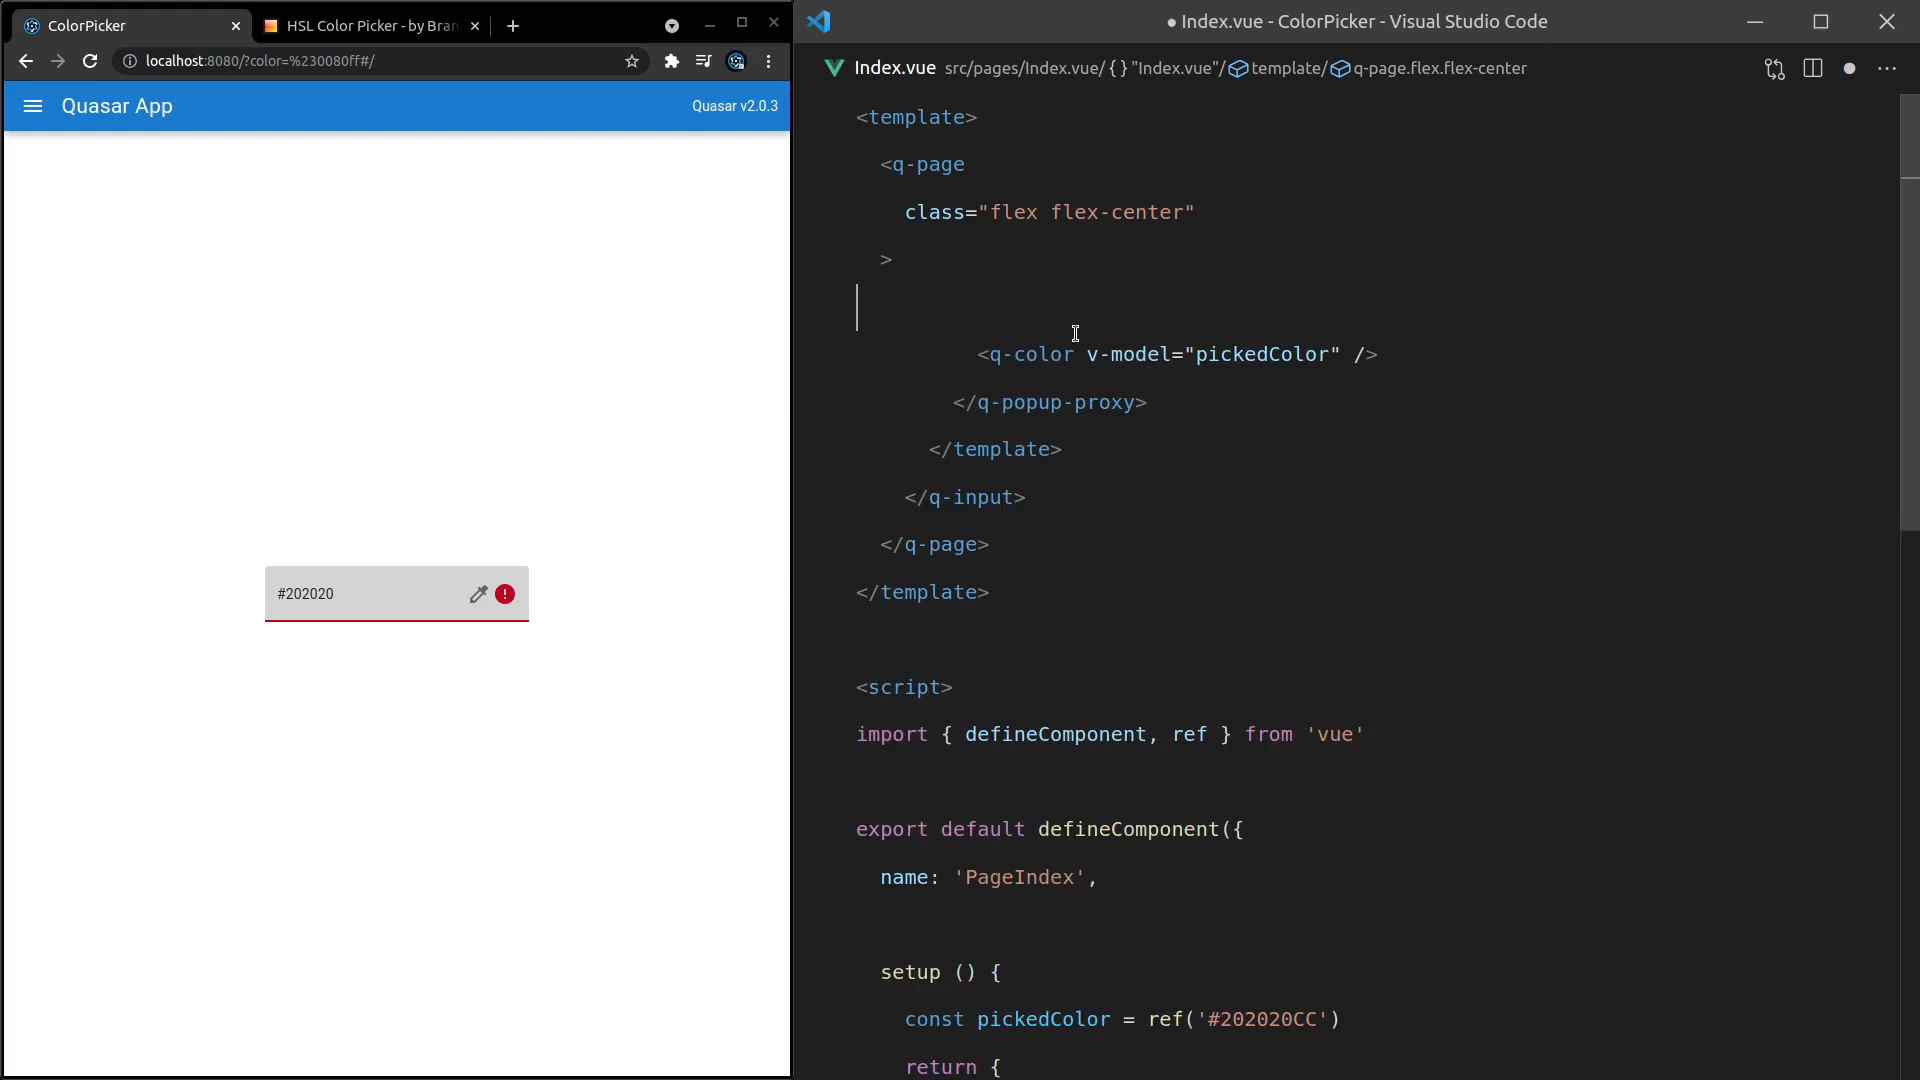 ColorPicker
HSL Color Picker - by Bran
localhost:8080/?color=%230080ff#/
Quasar App
Quasar v2.0.3
#202020
● Index.vue - ColorPicker - Visual Studio Code
Index.vue src/pages/Index.vue/ {} "Index.vue"/ template/ q-page.flex.flex-center
<template>
<q-page
class="flex flex-center"
>
<q-color v-model="pickedColor" />
</q-popup-proxy>
</template>
</q-input>
</q-page>
</template>
<script>
import { defineComponent, ref } from 'vue'
export default defineComponent({
name: 'PageIndex',
setup () {
const pickedColor = ref('#202020CC')
return {